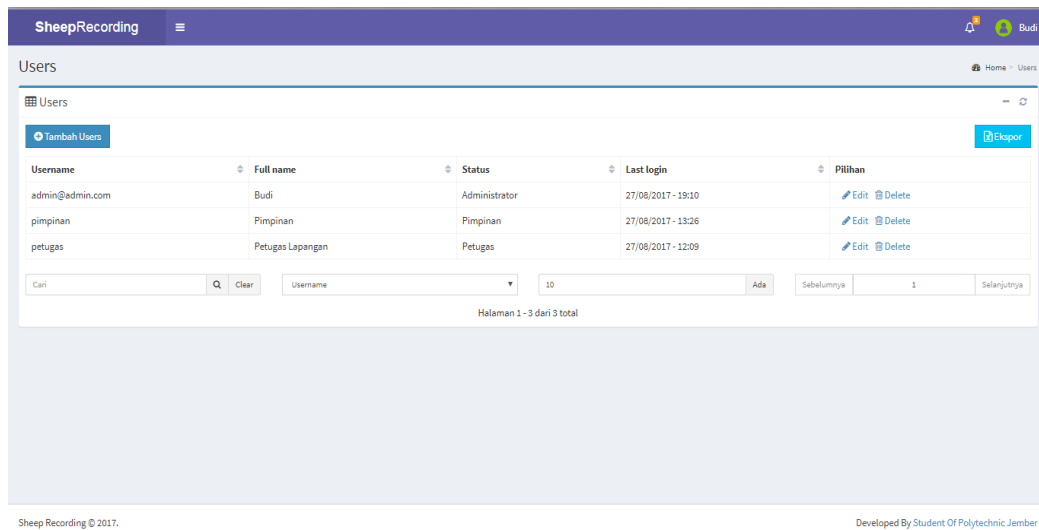 SheepRecording 3 Budi
Users Home > Users
Users
Tambah Users Ekspor
Username Full name Status Last login Pilihan
admin@admin.com Budi Administrator 27/08/2017 - 19:10 Edit Delete
pimpinan Pimpinan Pimpinan 27/08/2017 - 13:26 Edit Delete
petugas Petugas Lapangan Petugas 27/08/2017 - 12:09 Edit Delete
Cari Clear Username 10 Ada Sebelumnya 1 Selanjutnya
Halaman 1 - 3 dari 3 total
Sheep Recording © 2017. Developed By Student Of Polytechnic Jember